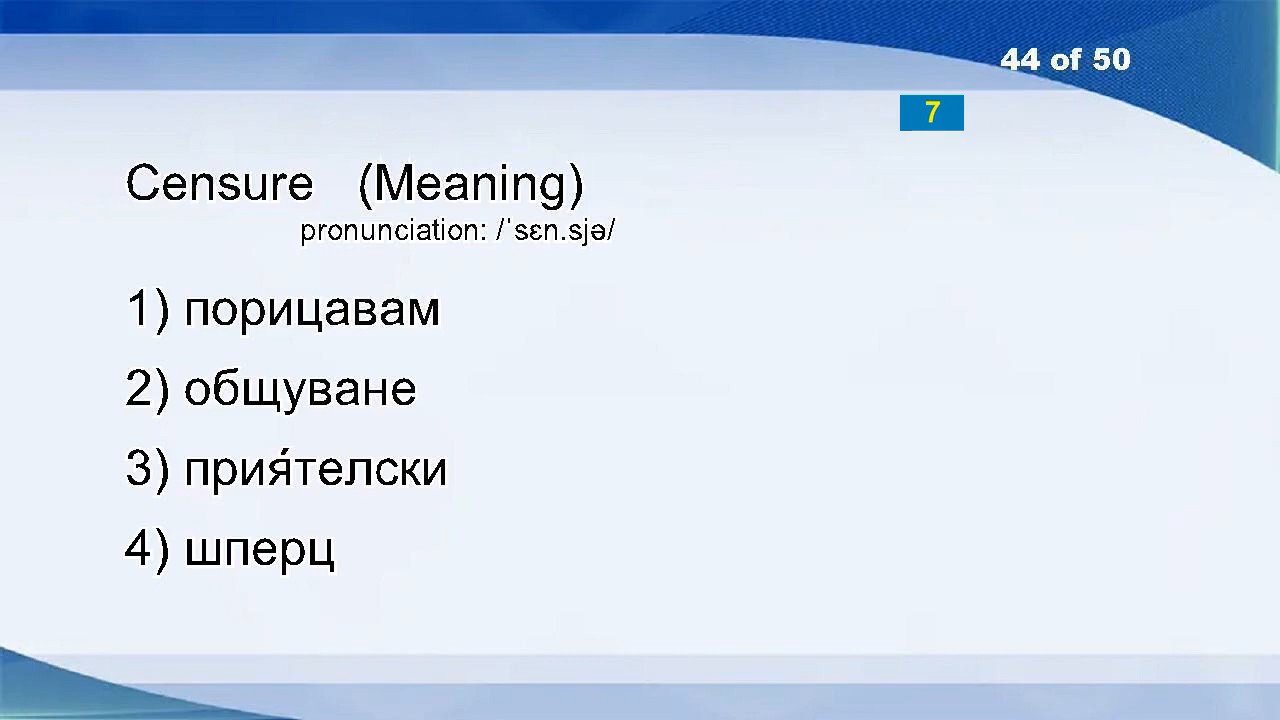 44 of 50
7
Censure (Meaning)
pronunciation: /ˈsɛn.sjə/
1) порицавам
2) общуване
3) прия́телски
4) шперц